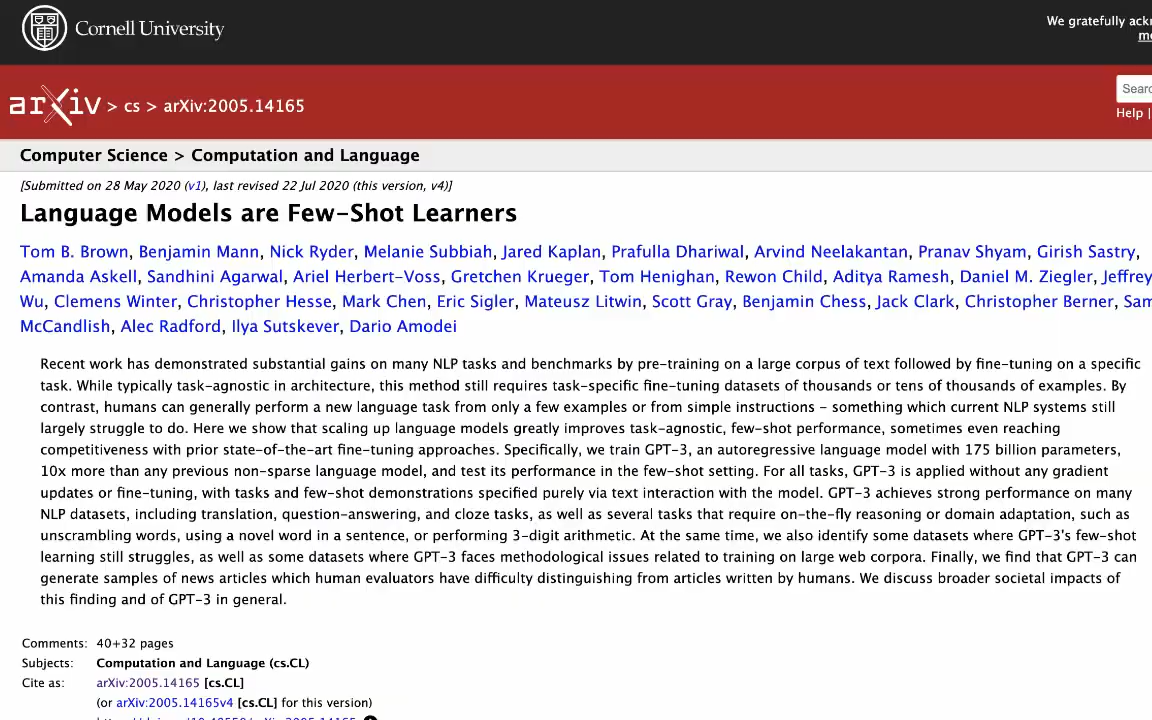 Cornell University
We gratefully
arXiv > cs > arXiv:2005.14165
Help |
Computer Science > Computation and Language
[Submitted on 28 May 2020 (v1), last revised 22 Jul 2020 (this version, v4)]
Language Models are Few-Shot Learners
Tom B. Brown, Benjamin Mann, Nick Ryder, Melanie Subbiah, Jared Kaplan, Prafulla Dhariwal, Arvind Neelakantan, Pranav Shyam, Girish Sastry,
Amanda Askell, Sandhini Agarwal, Ariel Herbert-Voss, Gretchen Krueger, Tom Henighan, Rewon Child, Aditya Ramesh, Daniel M. Ziegler, Jeffrey
Wu, Clemens Winter, Christopher Hesse, Mark Chen, Eric Sigler, Mateusz Litwin, Scott Gray, Benjamin Chess, Jack Clark, Christopher Berner, Sam
McCandlish, Alec Radford, Ilya Sutskever, Dario Amodei
Recent work has demonstrated substantial gains on many NLP tasks and benchmarks by pre-training on a large corpus of text followed by fine-tuning on a specific
task. While typically task-agnostic in architecture, this method still requires task-specific fine-tuning datasets of thousands or tens of thousands of examples. By
contrast, humans can generally perform a new language task from only a few examples or from simple instructions - something which current NLP systems still
largely struggle to do. Here we show that scaling up language models greatly improves task-agnostic, few-shot performance, sometimes even reaching
competitiveness with prior state-of-the-art fine-tuning approaches. Specifically, we train GPT-3, an autoregressive language model with 175 billion parameters,
10x more than any previous non-sparse language model, and test its performance in the few-shot setting. For all tasks, GPT-3 is applied without any gradient
updates or fine-tuning, with tasks and few-shot demonstrations specified purely via text interaction with the model. GPT-3 achieves strong performance on many
NLP datasets, including translation, question-answering, and cloze tasks, as well as several tasks that require on-the-fly reasoning or domain adaptation, such as
unscrambling words, using a novel word in a sentence, or performing 3-digit arithmetic. At the same time, we also identify some datasets where GPT-3's few-shot
learning still struggles, as well as some datasets where GPT-3 faces methodological issues related to training on large web corpora. Finally, we find that GPT-3 can
generate samples of news articles which human evaluators have difficulty distinguishing from articles written by humans. We discuss broader societal impacts of
this finding and of GPT-3 in general.
Comments: 40+32 pages
Subjects: Computation and Language (cs.CL)
Cite as: arXiv:2005.14165 [cs.CL]
(or arXiv:2005.14165v4 [cs.CL] for this version)